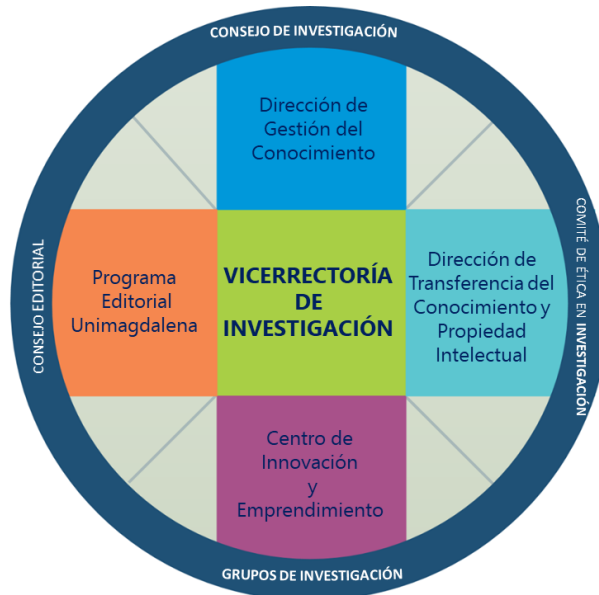 CONSEJO DE INVESTIGACIÓN
Dirección de
Gestión del
Conocimiento
CONSEJO EDITORIAL
Programa
Editorial
Unimagdalena
VICERRECTORÍA
DE
INVESTIGACIÓN
Dirección de
Transferencia del
Conocimiento y
Propiedad
Intelectual
COMITÉ DE ÉTICA EN INVESTIGACIÓN
Centro de
Innovación
y
Emprendimiento
GRUPOS DE INVESTIGACIÓN